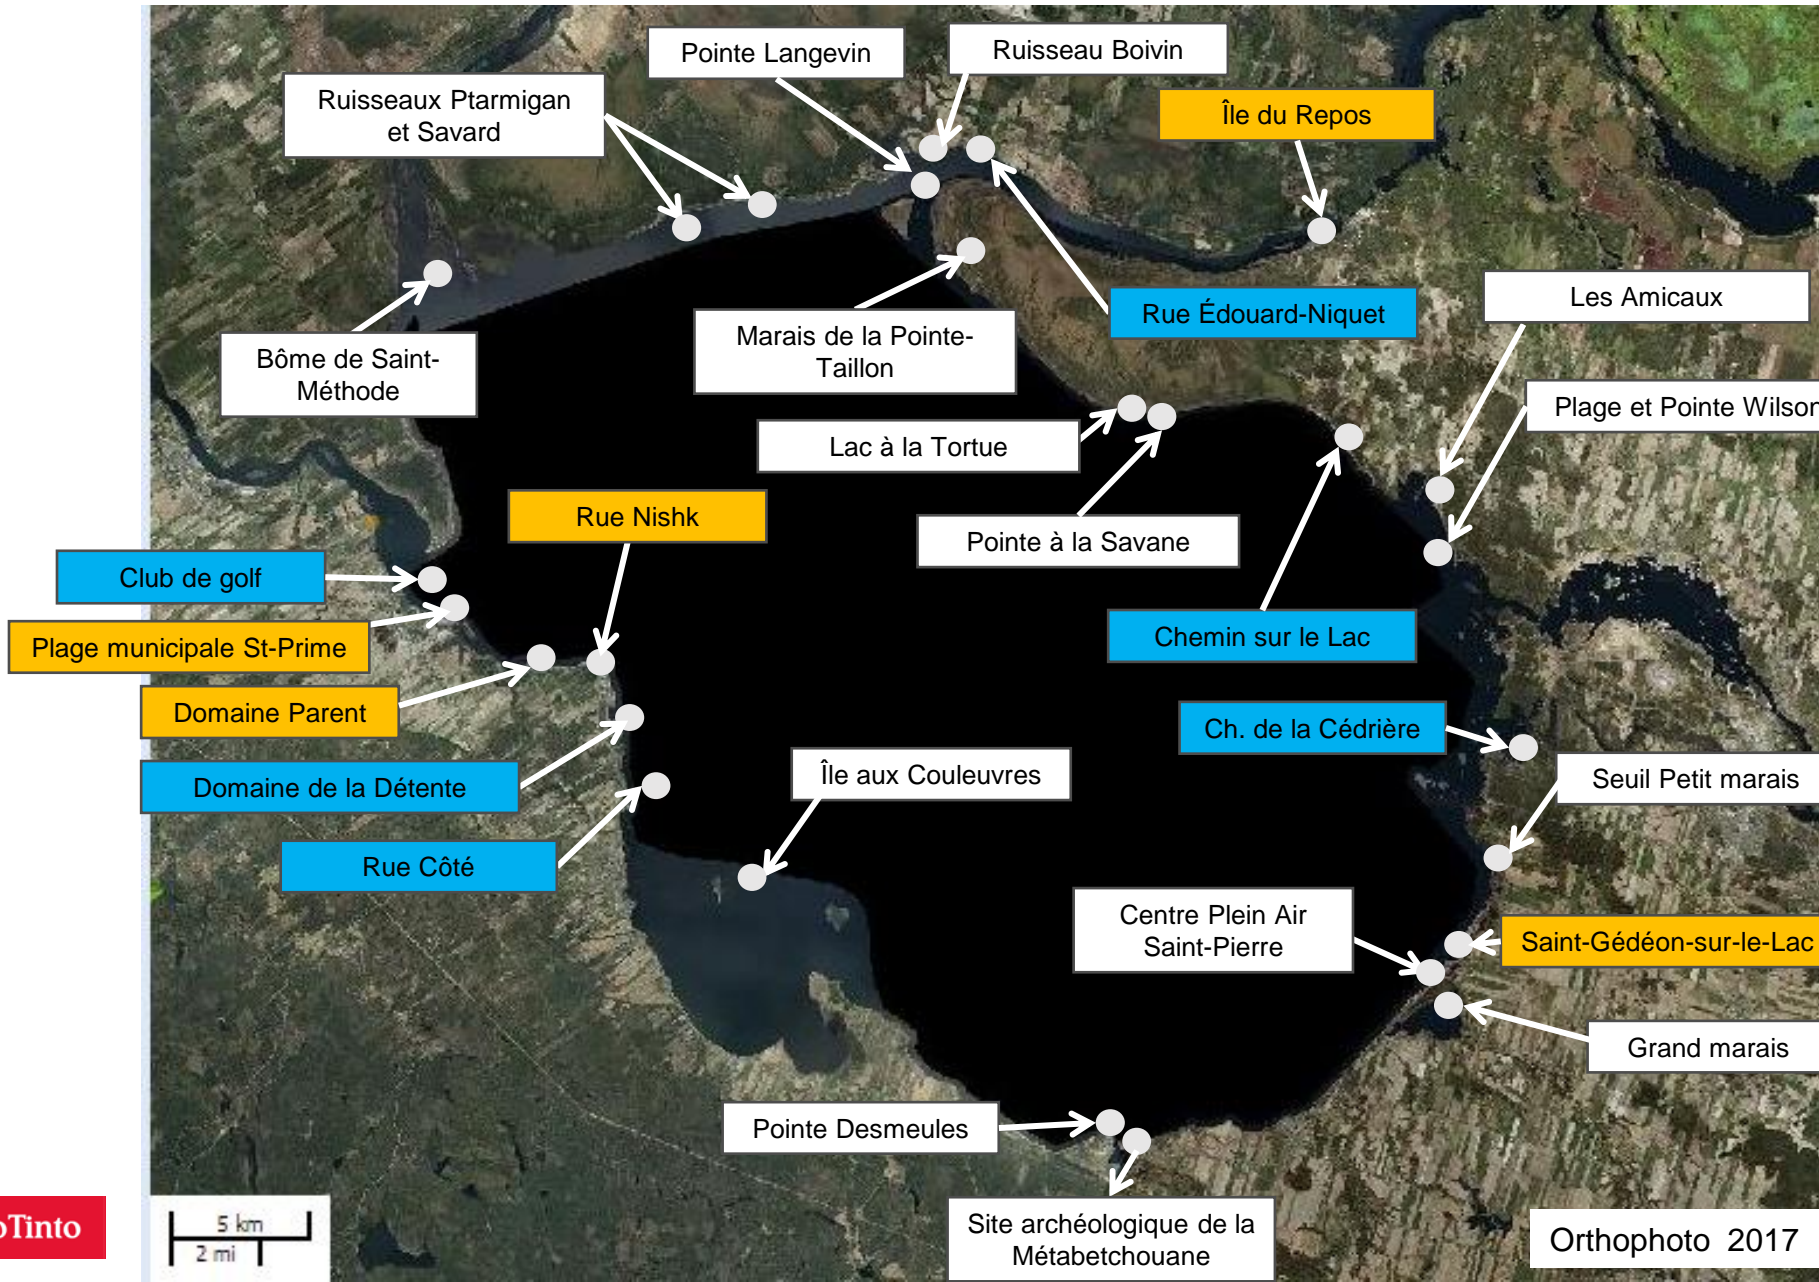 Pointe Langevin
Ruisseau Boivin
Ruisseaux Ptarmigan
et Savard
Île du Repos
Les Amicaux
Rue Édouard-Niquet
Marais de la Pointe-
Taillon
Bôme de Saint-
Méthode
Plage et Pointe Wilson
Lac à la Tortue
Rue Nishk
Pointe à la Savane
Club de golf
Chemin sur le Lac
Plage municipale St-Prime
Domaine Parent
Ch. de la Cédrière
Domaine de la Détente
Île aux Couleuvres
Seuil Petit marais
Rue Côté
Centre Plein Air
Saint-Pierre
Saint-Gédéon-sur-le-Lac
Grand marais
Pointe Desmeules
Site archéologique de la
Métabetchouane
oTinto
5 km
2 mi
Orthophoto 2017